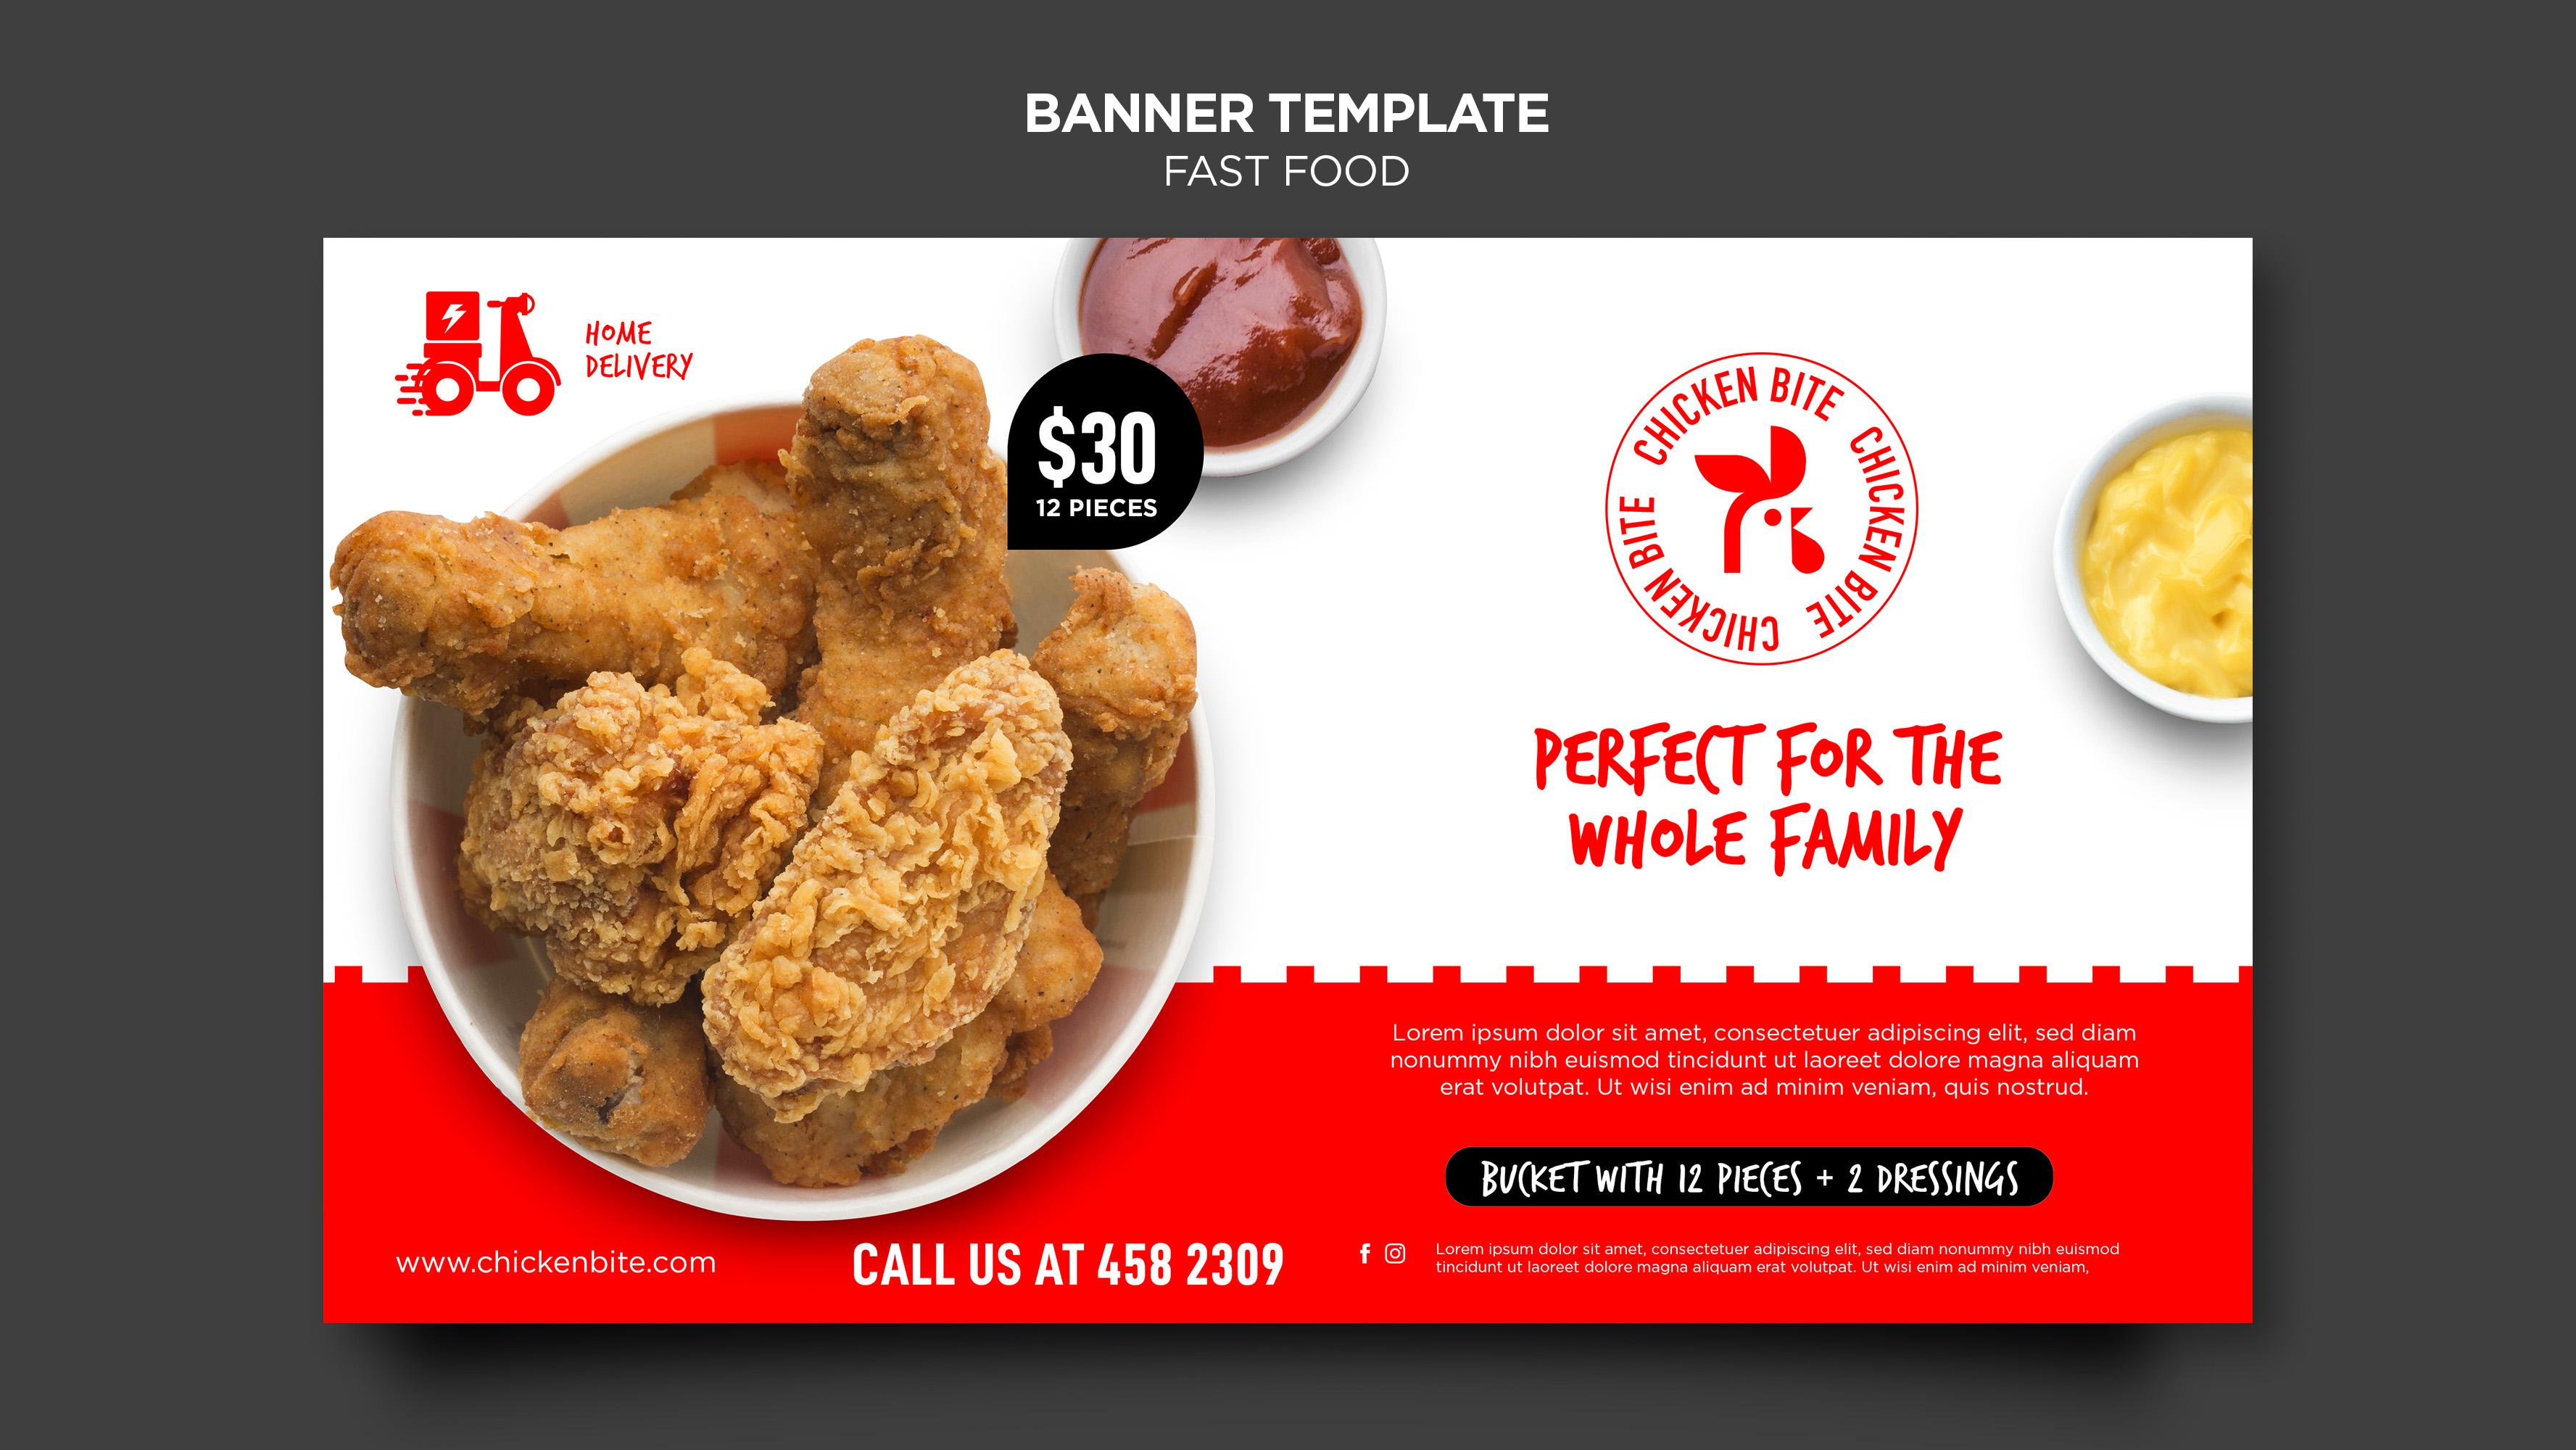 BANNER TEMPLATE
FAST FOOD
HOME
DELIVERY
$30
12 PIECES
CHICKEN BITE CHICKEN BITE CHICKEN BITE
PERFECT FOR THE
WHOLE FAMILY
Lorem ipsum dolor sit amet, consectetuer adipiscing elit, sed diam
nonummy nibh euismod tincidunt ut laoreet dolore magna aliquam
erat volutpat. Ut wisi enim ad minim veniam, quis nostrud.
BUCKET WITH 12 PIECES + 2 DRESSINGS
www.chickenbite.com
CALL US AT 458 2309
f
Lorem ipsum dolor sit amet, consectetuer adipiscing elit, sed diam nonummy nibh euismod
tincidunt ut laoreet dolore magna aliquam erat volutpat. Ut wisi enim ad minim veniam,